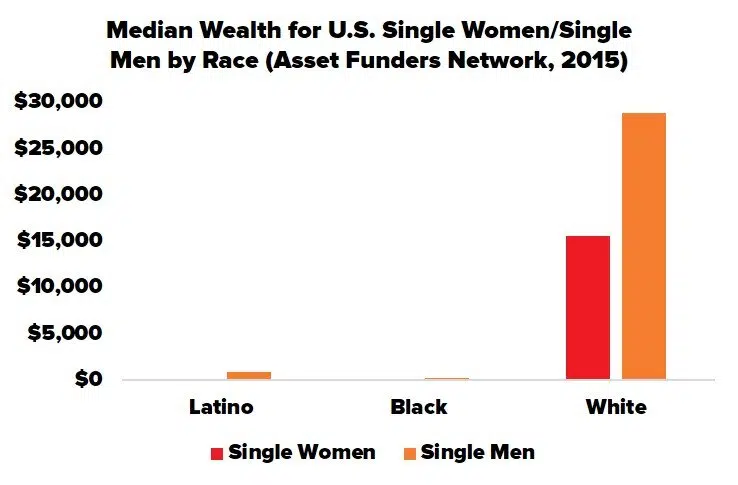 Median Wealth for U.S. Single Women/Single
Men by Race (Asset Funders Network, 2015)
$30,000
$25,000
$20,000
$15,000
$10,000
$5,000
$0
Latino Black White
Single Women Single Men